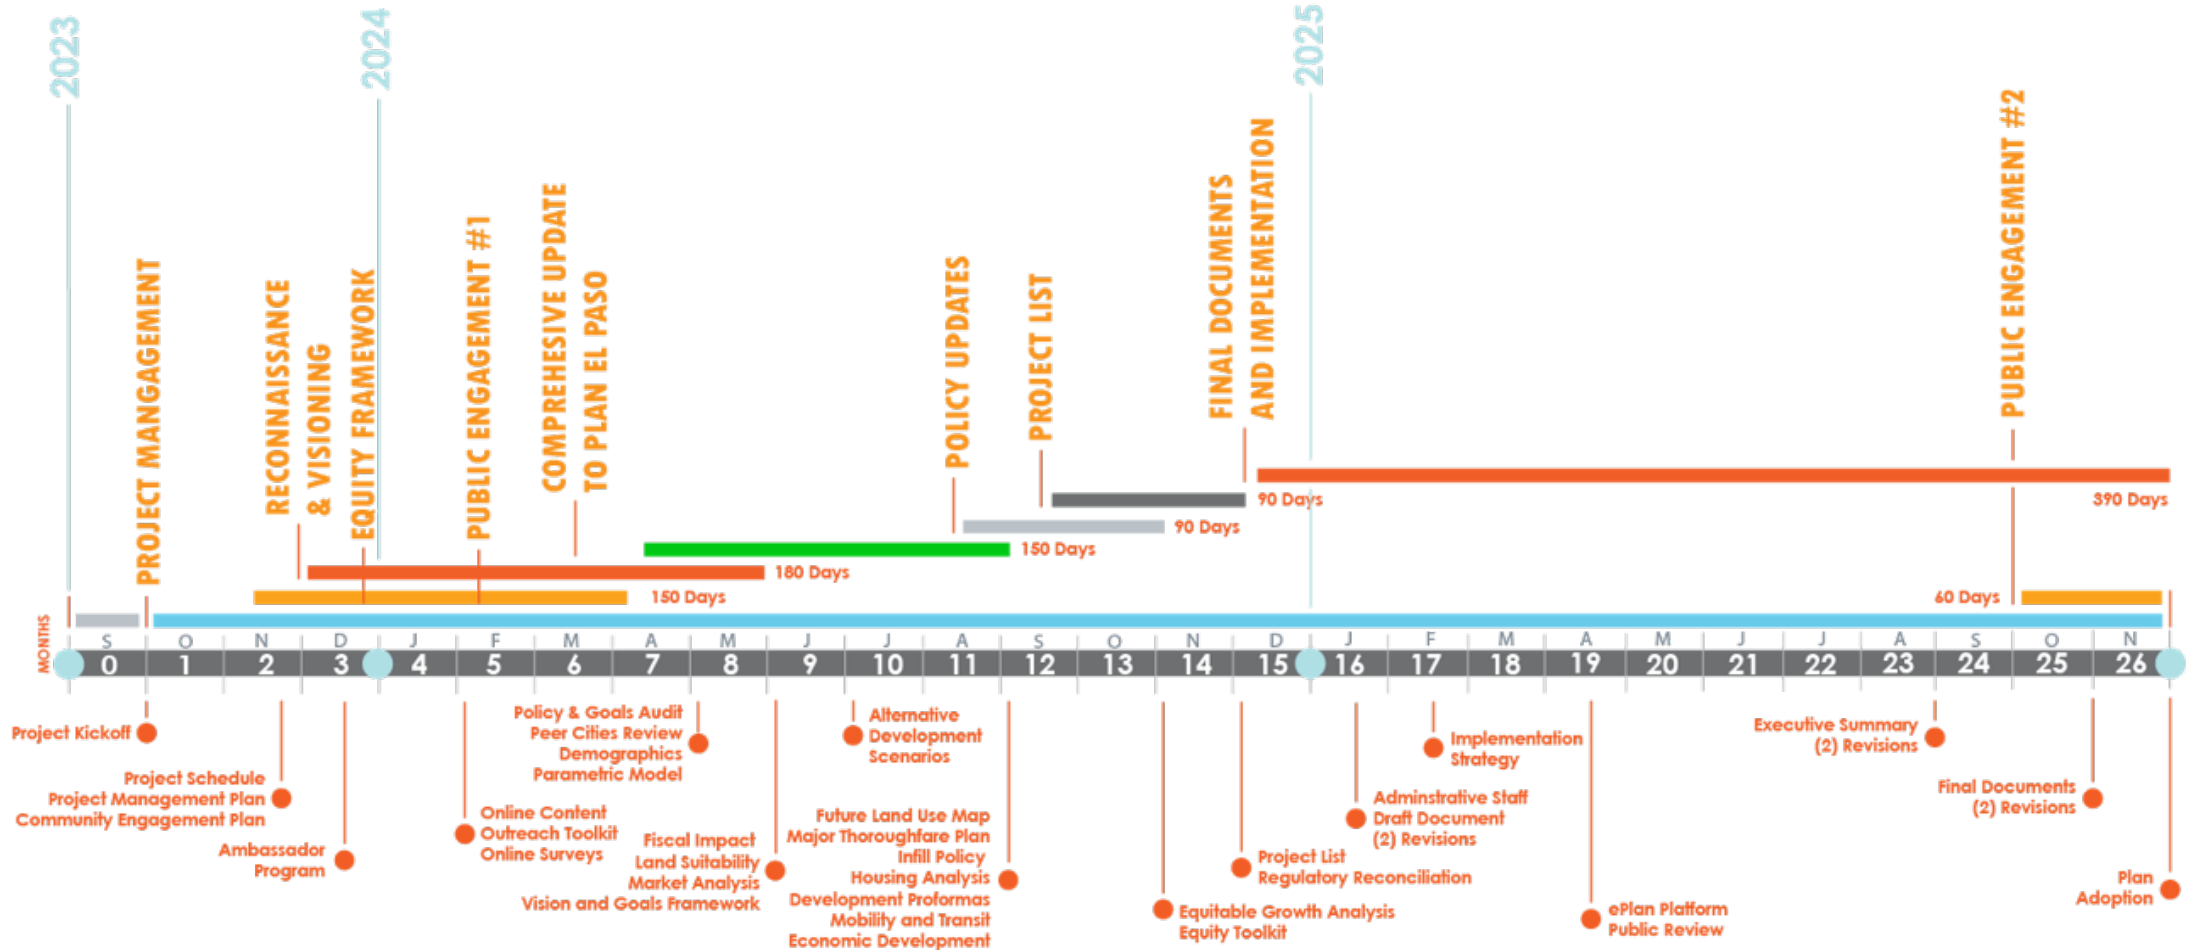 2023
2024
2025
PROJECT MANGAGEMENT
RECONNAISSANCE
& VISIONING
EQUITY FRAMEWORK
PUBLIC ENGAGEMENT #1
COMPREHESIVE UPDATE
TO PLAN EL PASO
POLICY UPDATES
PROJECT LIST
FINAL DOCUMENTS
AND IMPLEMENTATION
PUBLIC ENGAGEMENT #2
390 Days
90 Days
90 Days
150 Days
180 Days
150 Days
60 Days
MONTHS
S O N D J F M A M J J A S O N D J F M A M J J A S O N
0 1 2 3 4 5 6 7 8 9 10 11 12 13 14 15 16 17 18 19 20 21 22 23 24 25 26
Project Kickoff
Project Schedule
Project Management Plan
Community Engagement Plan
Ambassador
Program
Online Content
Outreach Toolkit
Online Surveys
Policy & Goals Audit
Peer Cities Review
Demographics
Parametric Model
Fiscal Impact
Land Suitability
Market Analysis
Vision and Goals Framework
Alternative
Development
Scenarios
Future Land Use Map
Major Thoroughfare Plan
Infill Policy
Housing Analysis
Development Proformas
Mobility and Transit
Economic Development
Equitable Growth Analysis
Equity Toolkit
Project List
Regulatory Reconciliation
Adminstrative Staff
Draft Document
(2) Revisions
Implementation
Strategy
ePlan Platform
Public Review
Executive Summary
(2) Revisions
Final Documents
(2) Revisions
Plan
Adoption